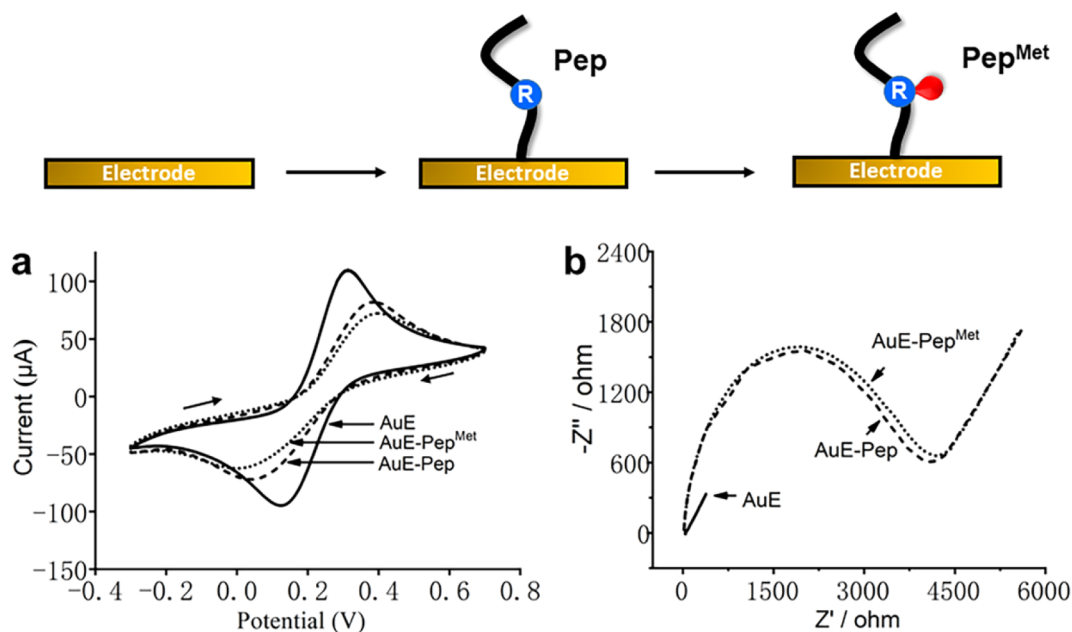 Pep
R
Pep^Met
R
Electrode
Electrode
Electrode
a
100
50
0
−50
−100
−150
Current (μA)
AuE
AuE-Pep^Met
AuE-Pep
−0.4 −0.2 0.0 0.2 0.4 0.6 0.8
Potential (V)
b
2400
1800
1200
600
0
-Z'' / ohm
AuE-Pep^Met
AuE-Pep
AuE
0 1500 3000 4500 6000
Z' / ohm